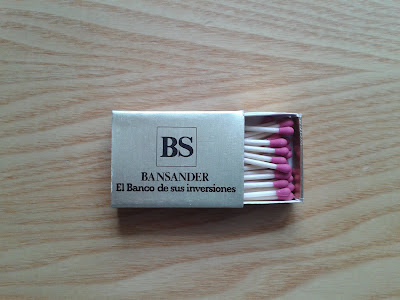 BS
BANSANDER
El Banco de sus inversiones